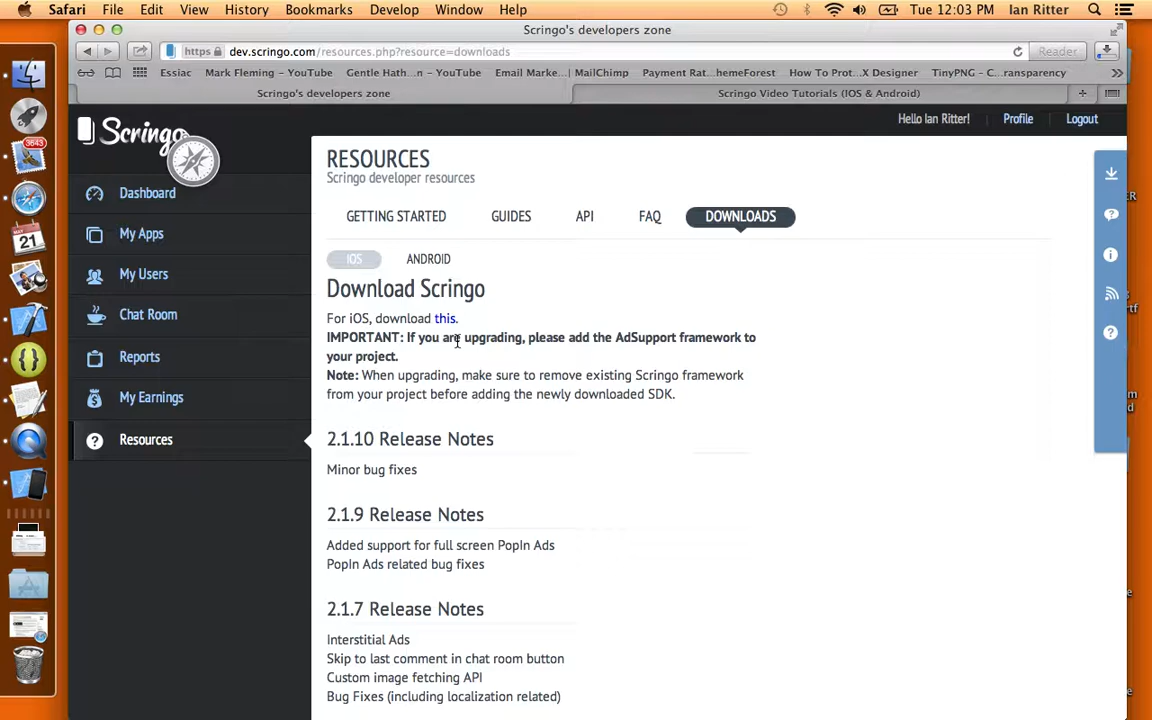 Safari File Edit View History Bookmarks Develop Window Help Tue 12:03 PM Ian Ritter
Scringo's developers zone
https dev.scringo.com/resources.php?resource=downloads Reader
Essiac Mark Fleming – YouTube Gentle Hath...n – YouTube Email Marke...| MailChimp Payment Rat...hemeForest How To Prot...X Designer TinyPNG – C...ransparency
Scringo's developers zone Scringo Video Tutorials (IOS & Android)
Scringo
Hello Ian Ritter! Profile Logout
3643
21
Dashboard
My Apps
My Users
Chat Room
Reports
My Earnings
Resources
RESOURCES
Scringo developer resources
GETTING STARTED GUIDES API FAQ DOWNLOADS
IOS ANDROID
Download Scringo
For iOS, download this.
IMPORTANT: If you are upgrading, please add the AdSupport framework to
your project.
Note: When upgrading, make sure to remove existing Scringo framework
from your project before adding the newly downloaded SDK.
2.1.10 Release Notes
Minor bug fixes
2.1.9 Release Notes
Added support for full screen PopIn Ads
PopIn Ads related bug fixes
2.1.7 Release Notes
Interstitial Ads
Skip to last comment in chat room button
Custom image fetching API
Bug Fixes (including localization related)